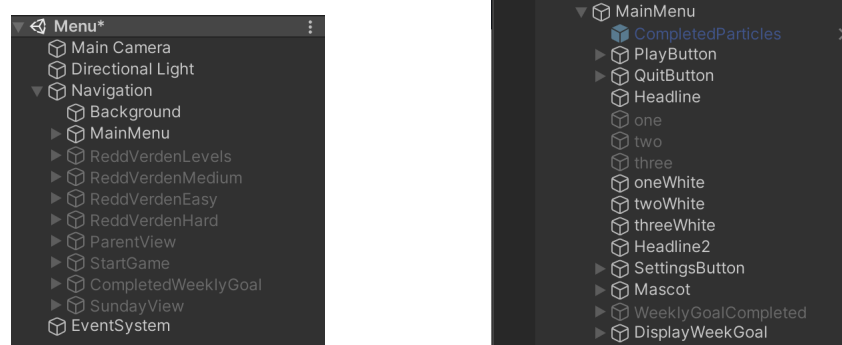 Menu*
Main Camera
Directional Light
Navigation
Background
MainMenu
ReddVerdenLevels
ReddVerdenMedium
ReddVerdenEasy
ReddVerdenHard
ParentView
StartGame
CompletedWeeklyGoal
SundayView
EventSystem
MainMenu
CompletedParticles
PlayButton
QuitButton
Headline
one
two
three
oneWhite
twoWhite
threeWhite
Headline2
SettingsButton
Mascot
WeeklyGoalCompleted
DisplayWeekGoal